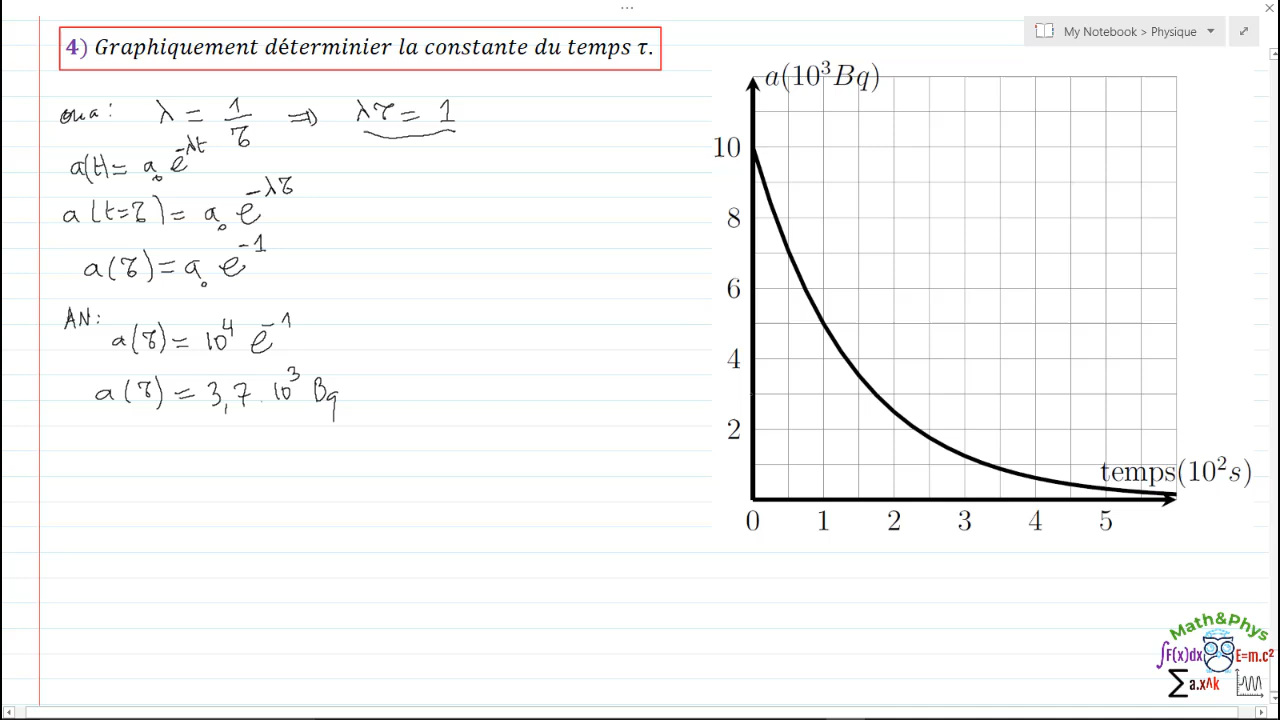 My Notebook > Physique
4) Graphiquement déterminier la constante du temps τ.
on a : λ = 1/τ ⟹ λτ = 1
a(t) = a₀ e^-λt
a(t=τ) = a₀ e^-λτ
a(τ) = a₀ e^-1
AN:
a(τ) = 10⁴ e^-1
a(τ) = 3,7 . 10³ Bq
a(10³Bq)
10
8
6
4
2
temps(10²s)
0 1 2 3 4 5
Math&Phys
∫F(x)dx E=m.c²
∑ a.x^k